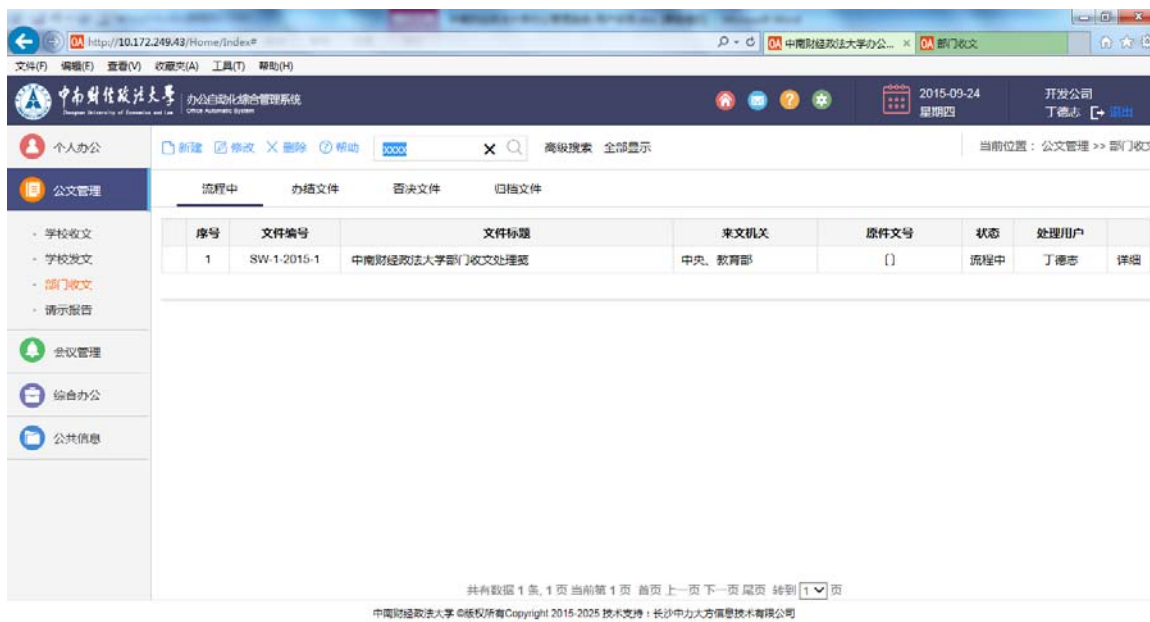 http://10.172.249.43/Home/Index#
中南财经政法大学办公...
部门收文
文件(F) 编辑(E) 查看(V) 收藏夹(A) 工具(T) 帮助(H)
中南财经政法大学 办公自动化综合管理系统
Zhongnan University of Economics and Law Office Automatic System
2015-09-24
星期四
开发公司
丁德志 退出
个人办公
新建 修改 删除 帮助 xxxx 高级搜索 全部显示
当前位置：公文管理 >> 部门收文
公文管理
流程中 办结文件 否决文件 归档文件
学校收文
学校发文
部门收文
请示报告
序号 文件编号 文件标题 来文机关 原件文号 状态 处理用户
1 SW-1-2015-1 中南财经政法大学部门收文处理笺 中央、教育部 〔〕 流程中 丁德志 详细
会议管理
综合办公
公共信息
共有数据 1 条, 1 页 当前第 1 页 首页 上一页 下一页 尾页 转到 1 页
中南财经政法大学 ©版权所有Copyright 2015-2025 技术支持：长沙中力大方信息技术有限公司